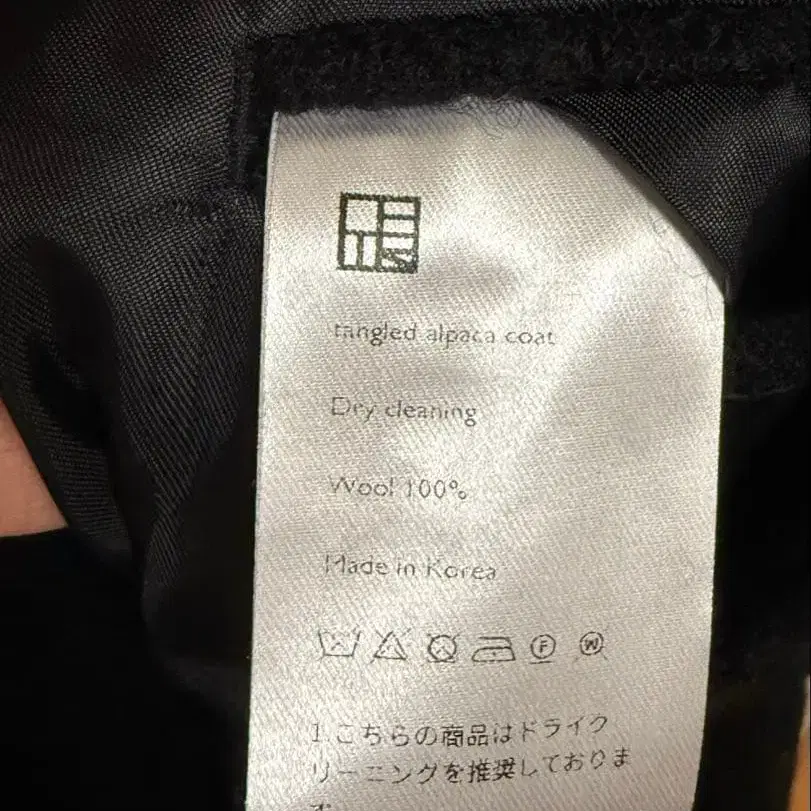 tangled alpaca coat
Dry cleaning
Wool 100%
Made in Korea
F W
1.こちらの商品はドライク
リーニングを推奨しておりま
す